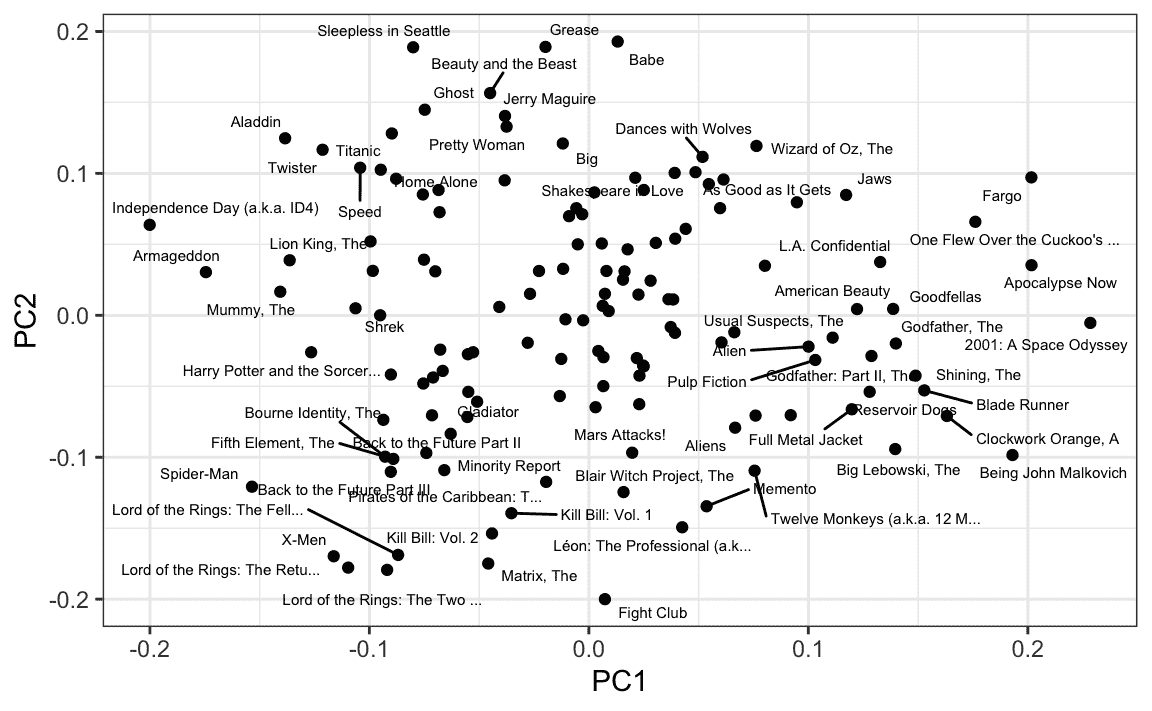 0.2
Sleepless in Seattle
Grease
Babe
Beauty and the Beast
Ghost
Jerry Maguire
Aladdin
Dances with Wolves
Pretty Woman
Wizard of Oz, The
Titanic
Big
Twister
0.1
Home Alone
Jaws
Shakespeare in Love
As Good as It Gets
Fargo
Independence Day (a.k.a. ID4)
Speed
One Flew Over the Cuckoo's ...
Lion King, The
L.A. Confidential
Armageddon
Apocalypse Now
American Beauty
Goodfellas
Mummy, The
0.0
PC2
Shrek
Usual Suspects, The
Godfather, The
2001: A Space Odyssey
Alien
Harry Potter and the Sorcer...
Pulp Fiction
Godfather: Part II, The
Shining, The
Blade Runner
Bourne Identity, The
Gladiator
Reservoir Dogs
Fifth Element, The
Back to the Future Part II
Mars Attacks!
Aliens
Full Metal Jacket
Clockwork Orange, A
-0.1
Spider-Man
Minority Report
Blair Witch Project, The
Big Lebowski, The
Being John Malkovich
Back to the Future Part III
Pirates of the Caribbean: T...
Memento
Lord of the Rings: The Fell...
Kill Bill: Vol. 1
Twelve Monkeys (a.k.a. 12 M...
X-Men
Kill Bill: Vol. 2
Léon: The Professional (a.k...
Lord of the Rings: The Retu...
Matrix, The
-0.2
Lord of the Rings: The Two ...
Fight Club
-0.2
-0.1
0.0
0.1
0.2
PC1